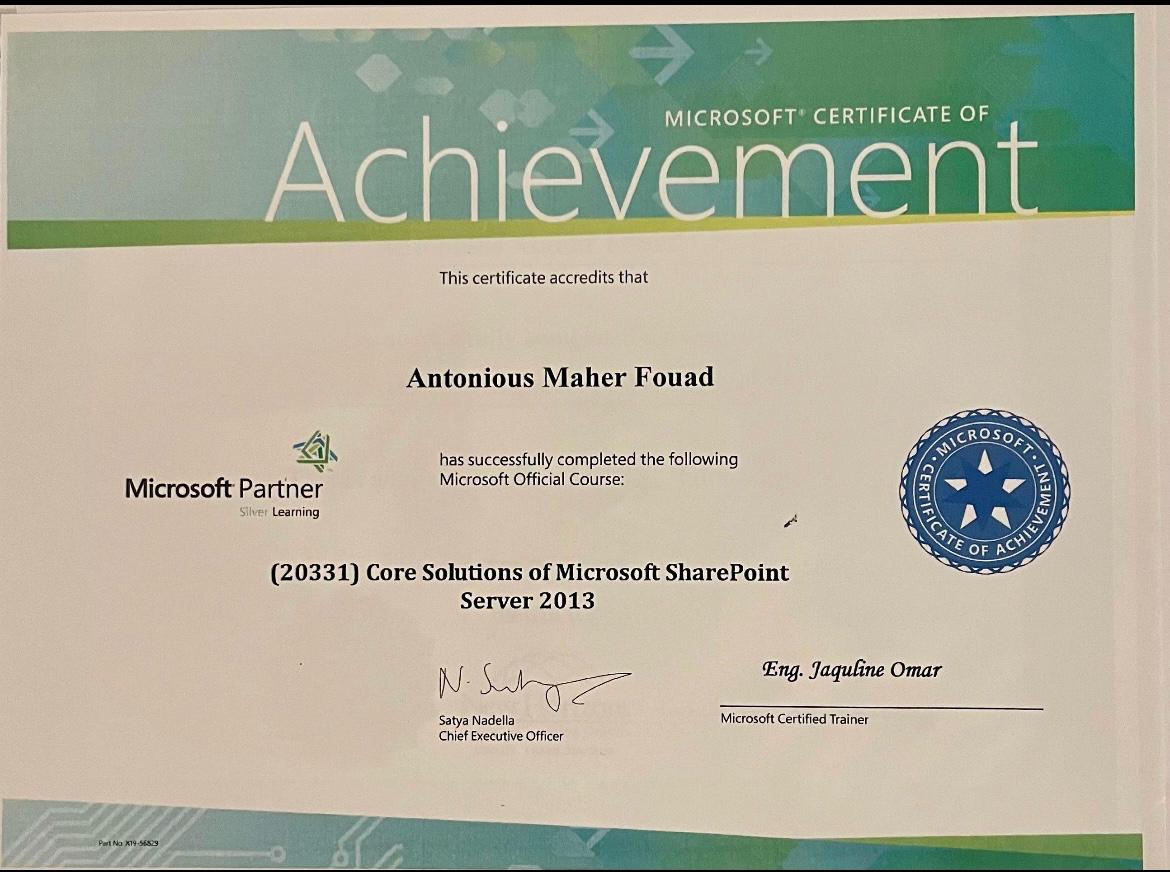 MICROSOFT® CERTIFICATE OF
Achievement
This certificate accredits that
Antonious Maher Fouad
Microsoft Partner
Silver Learning
has successfully completed the following
Microsoft Official Course:
MICROSOFT
CERTIFICATE OF ACHIEVEMENT
(20331) Core Solutions of Microsoft SharePoint
Server 2013
Satya Nadella
Chief Executive Officer
Eng. Jaquline Omar
Microsoft Certified Trainer
Part No. X19-56829